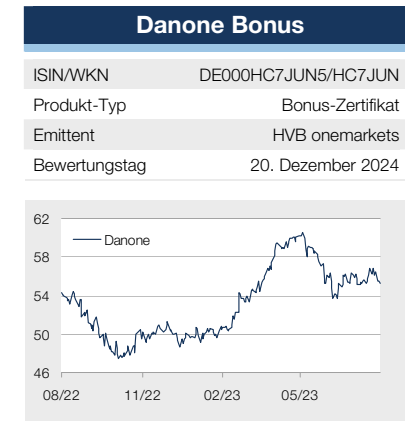 Danone Bonus
ISIN/WKN DE000HC7JUN5/HC7JUN
Produkt-Typ Bonus-Zertifikat
Emittent HVB onemarkets
Bewertungstag 20. Dezember 2024
62
Danone
58
54
50
46
08/22 11/22 02/23 05/23